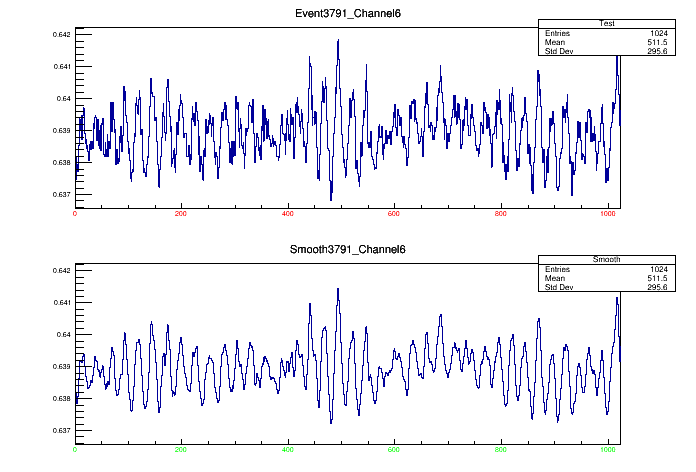 Event3791_Channel6
Test
Entries 1024
Mean 511.5
Std Dev 295.6
0.642
0.641
0.64
0.639
0.638
0.637
0 200 400 600 800 1000
Smooth3791_Channel6
Smooth
Entries 1024
Mean 511.5
Std Dev 295.6
0.642
0.641
0.64
0.639
0.638
0.637
0 200 400 600 800 1000